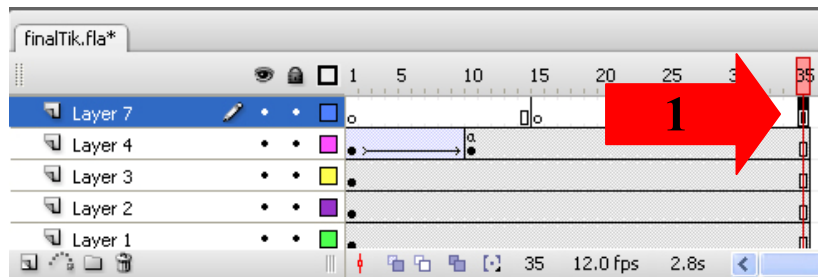 finalTik.fla*
1 5 10 15 20 25 3 35
Layer 7
1
Layer 4
a
Layer 3
Layer 2
Layer 1
35 12.0 fps 2.8s